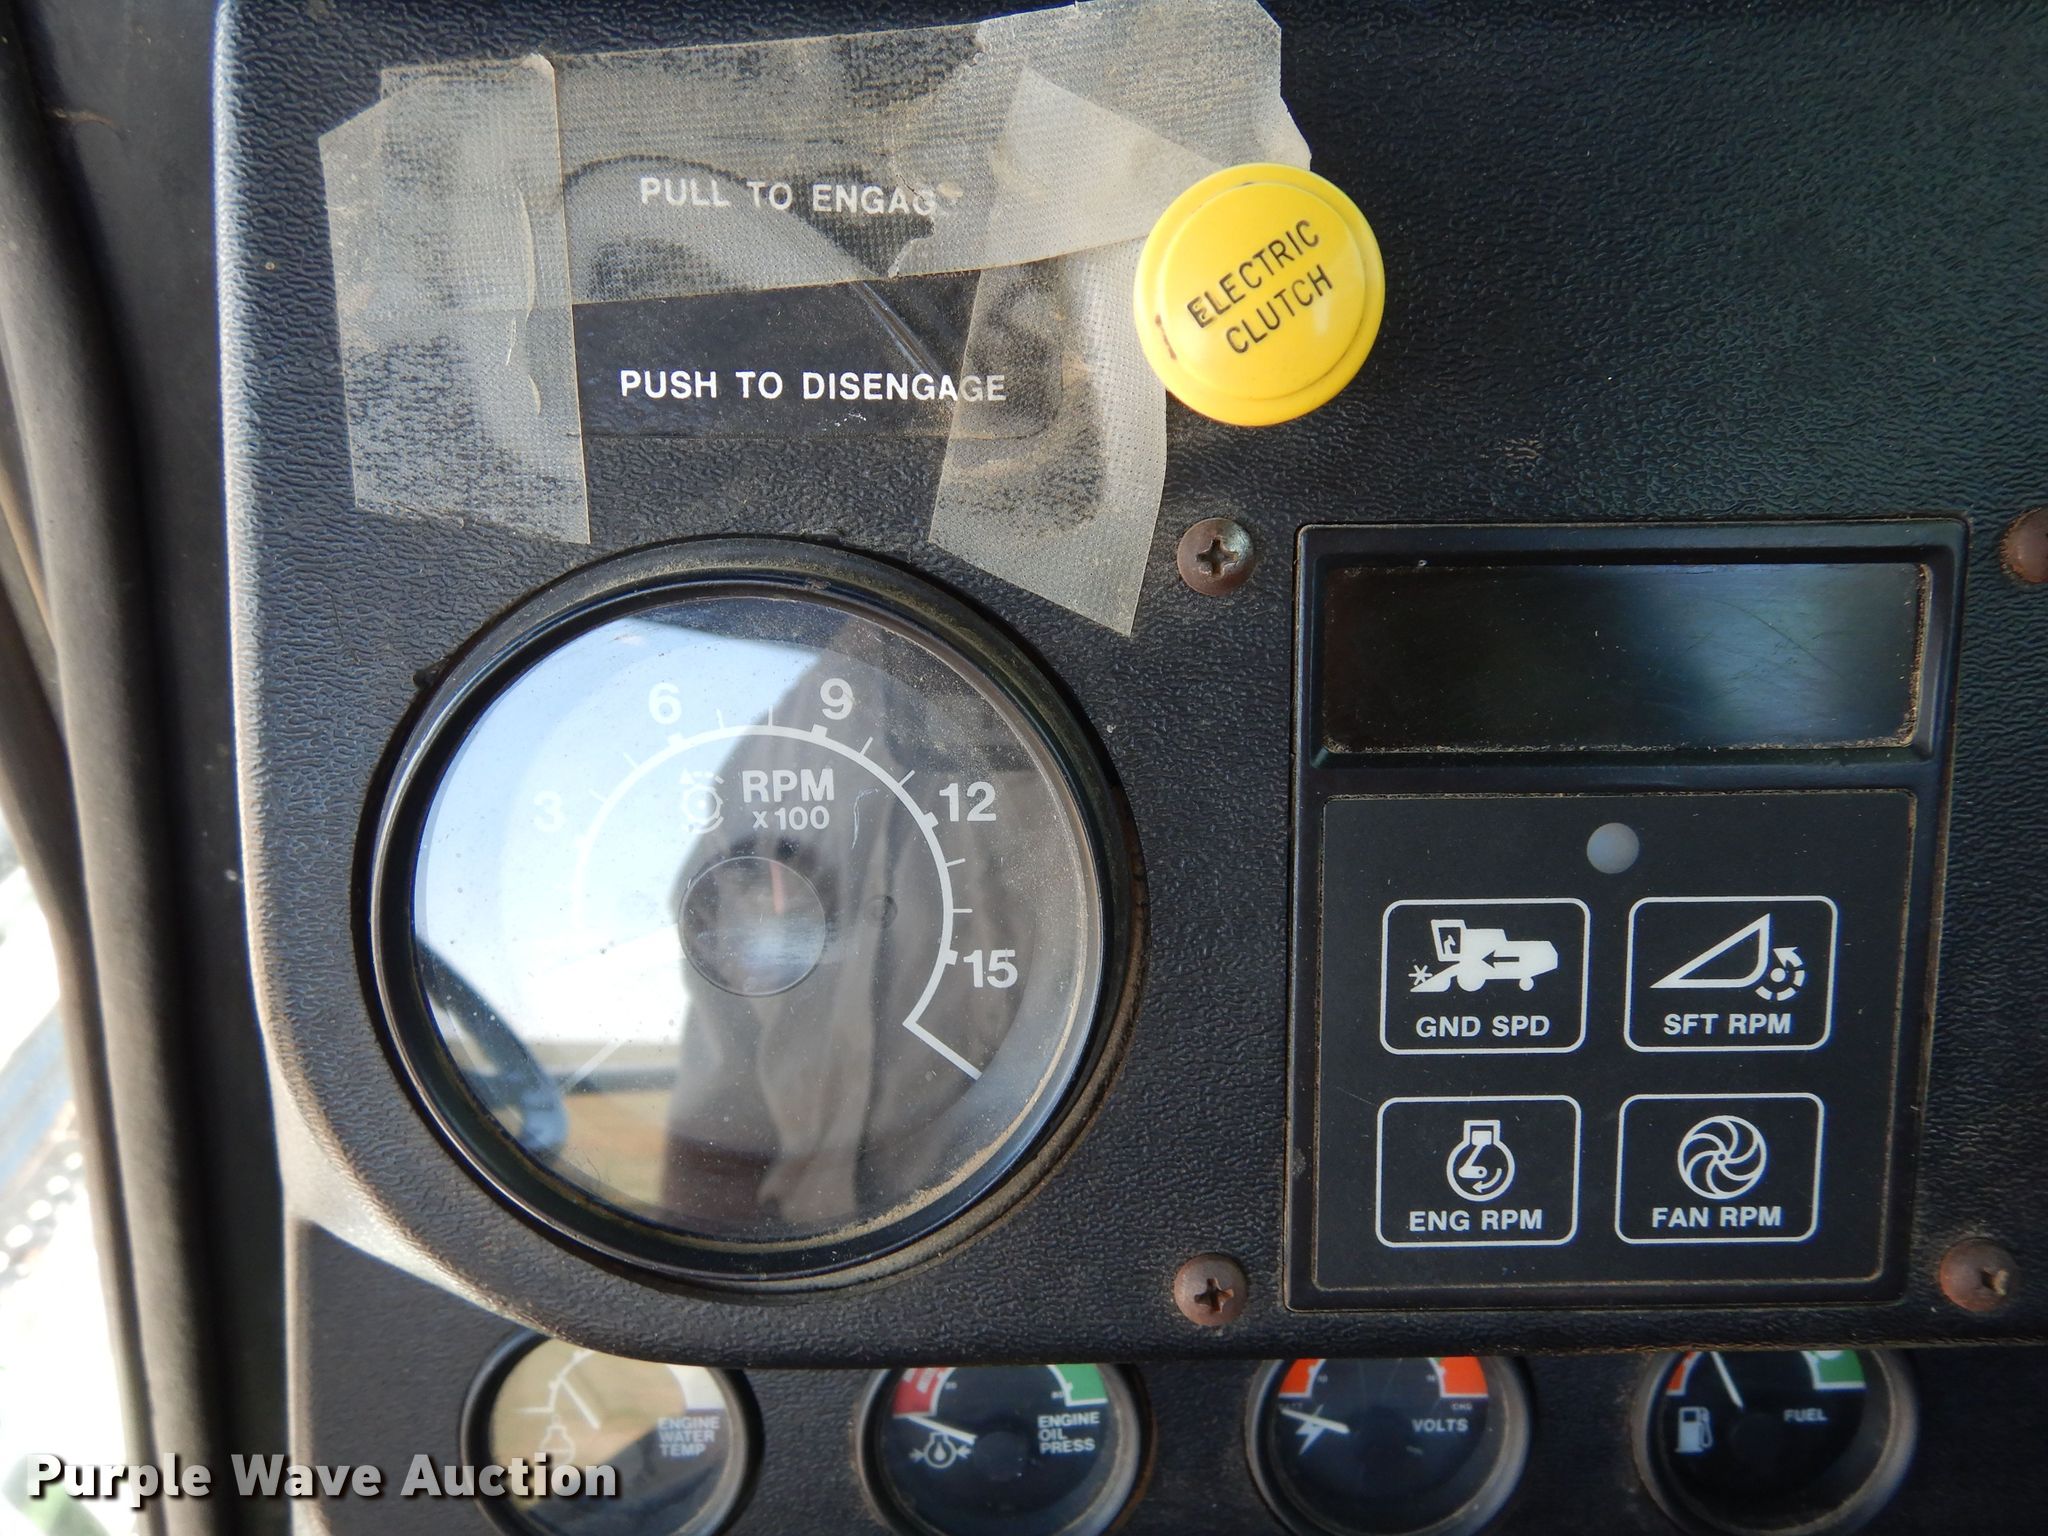 PULL TO ENGAG
ELECTRIC
CLUTCH
PUSH TO DISENGAGE
3
6
9
12
15
RPM
x100
GND SPD
SFT RPM
ENG RPM
FAN RPM
ENGINE
WATER
TEMP
ENGINE
OIL
PRESS
VOLTS
FUEL
Purple Wave Auction